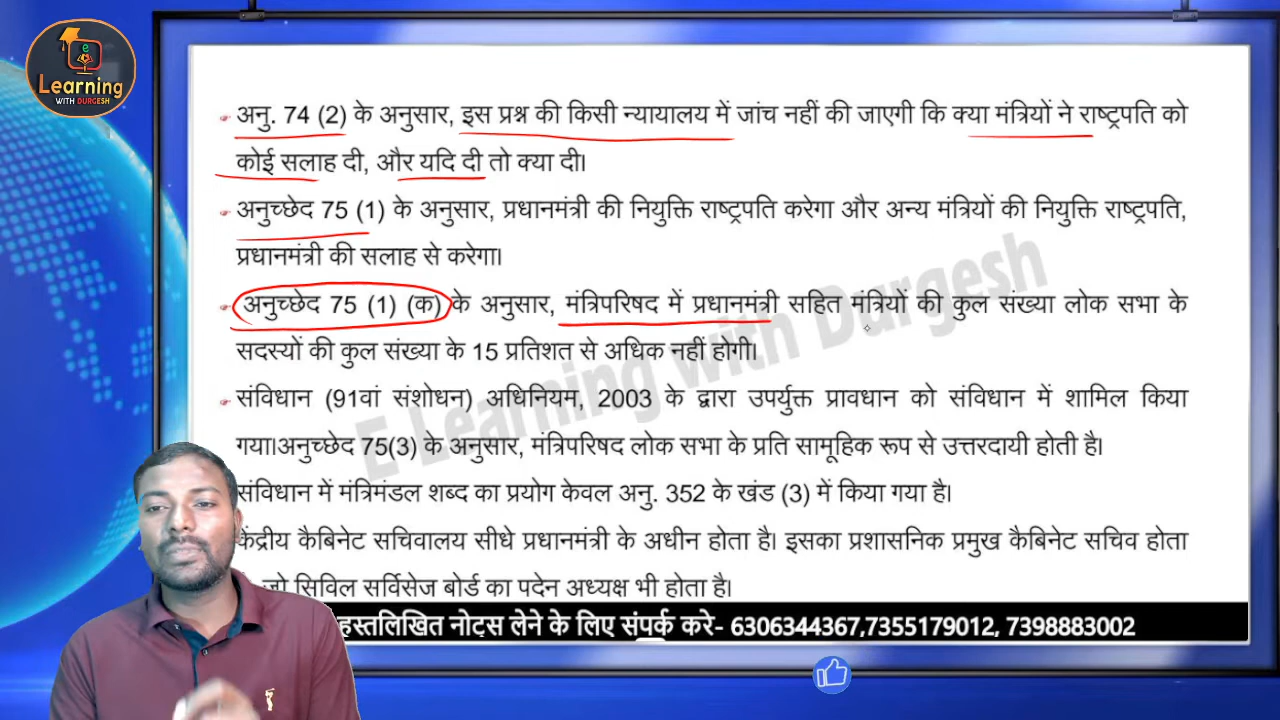 e
Learning
WITH DURGESH
अनु. 74 (2) के अनुसार, इस प्रश्न की किसी न्यायालय में जांच नहीं की जाएगी कि क्या मंत्रियों ने राष्ट्रपति को
कोई सलाह दी, और यदि दी तो क्या दी।
अनुच्छेद 75 (1) के अनुसार, प्रधानमंत्री की नियुक्ति राष्ट्रपति करेगा और अन्य मंत्रियों की नियुक्ति राष्ट्रपति,
प्रधानमंत्री की सलाह से करेगा।
अनुच्छेद 75 (1) (क) के अनुसार, मंत्रिपरिषद में प्रधानमंत्री सहित मंत्रियों की कुल संख्या लोक सभा के
सदस्यों की कुल संख्या के 15 प्रतिशत से अधिक नहीं होगी।
संविधान (91वां संशोधन) अधिनियम, 2003 के द्वारा उपर्युक्त प्रावधान को संविधान में शामिल किया
गया।अनुच्छेद 75(3) के अनुसार, मंत्रिपरिषद लोक सभा के प्रति सामूहिक रूप से उत्तरदायी होती है।
संविधान में मंत्रिमंडल शब्द का प्रयोग केवल अनु. 352 के खंड (3) में किया गया है।
केंद्रीय कैबिनेट सचिवालय सीधे प्रधानमंत्री के अधीन होता है। इसका प्रशासनिक प्रमुख कैबिनेट सचिव होता
जो सिविल सर्विसेज बोर्ड का पदेन अध्यक्ष भी होता है।
E Learning with Durgesh
हस्तलिखित नोट्स लेने के लिए संपर्क करे- 6306344367,7355179012, 7398883002